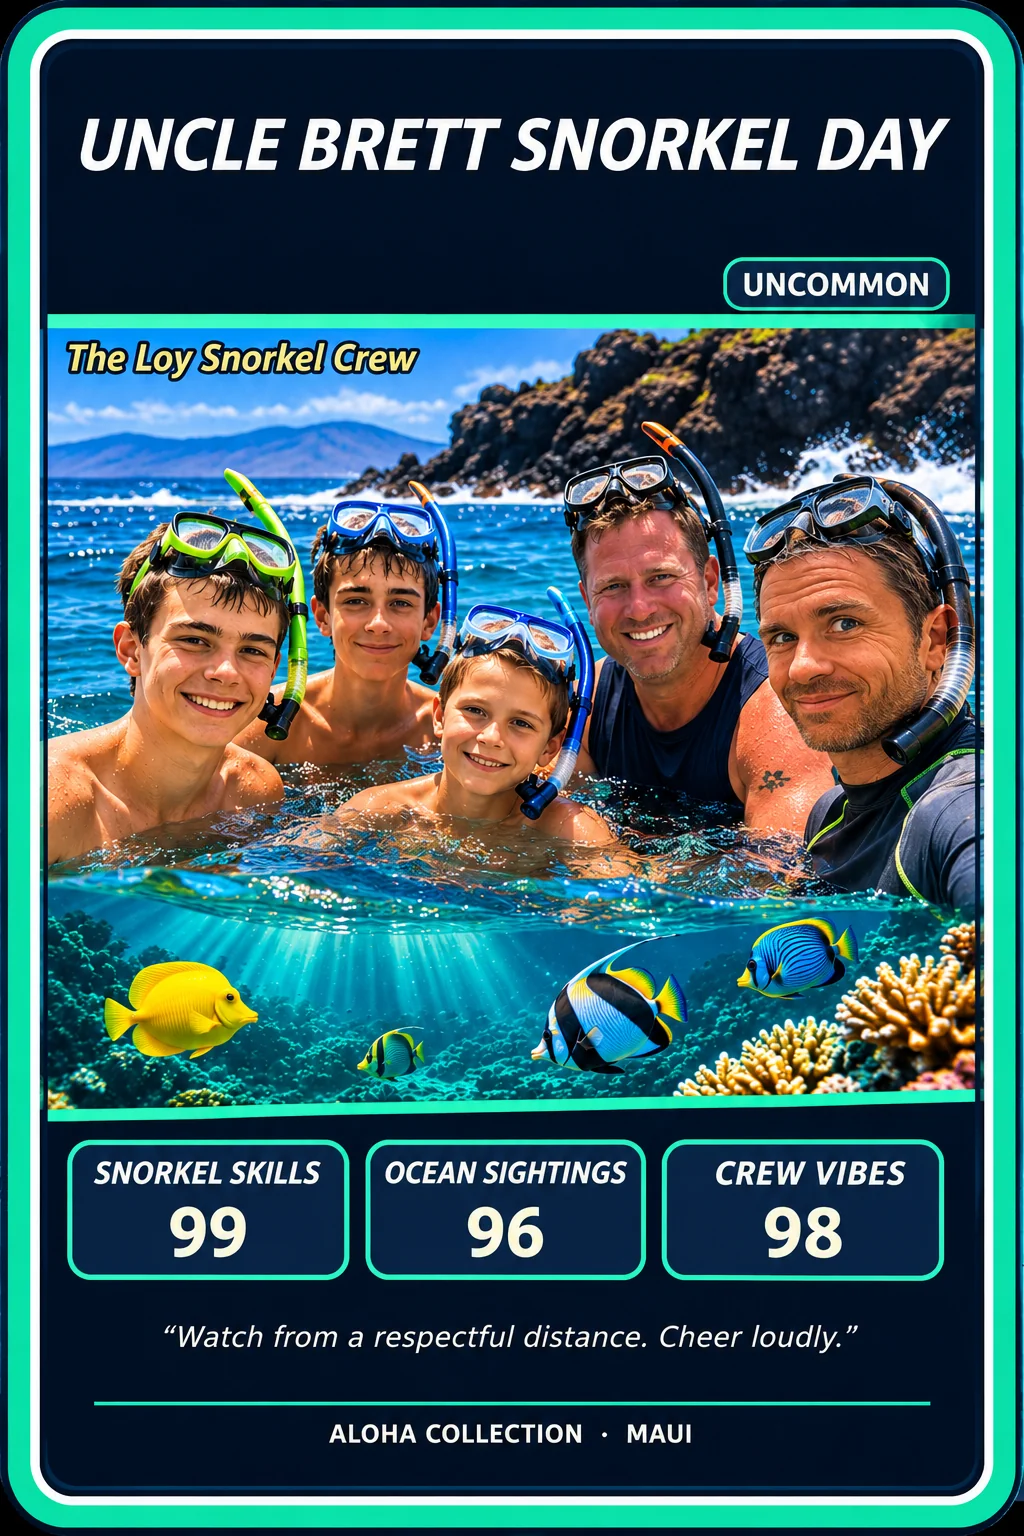 UNCLE BRETT SNORKEL DAY
UNCOMMON
The Loy Snorkel Crew
SNORKEL SKILLS
99
OCEAN SIGHTINGS
96
CREW VIBES
98
“Watch from a respectful distance. Cheer loudly.”
ALOHA COLLECTION · MAUI